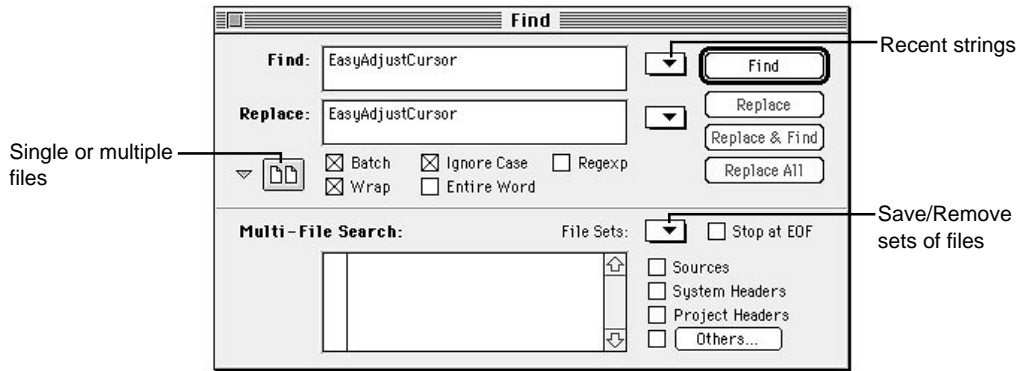 Find
Find:
EasyAdjustCursor
Find
Recent strings
Replace:
EasyAdjustCursor
Replace
Replace & Find
Replace All
Single or multiple
files
Batch
Ignore Case
Regexp
Wrap
Entire Word
Multi-File Search:
File Sets:
Stop at EOF
Save/Remove
sets of files
Sources
System Headers
Project Headers
Others...